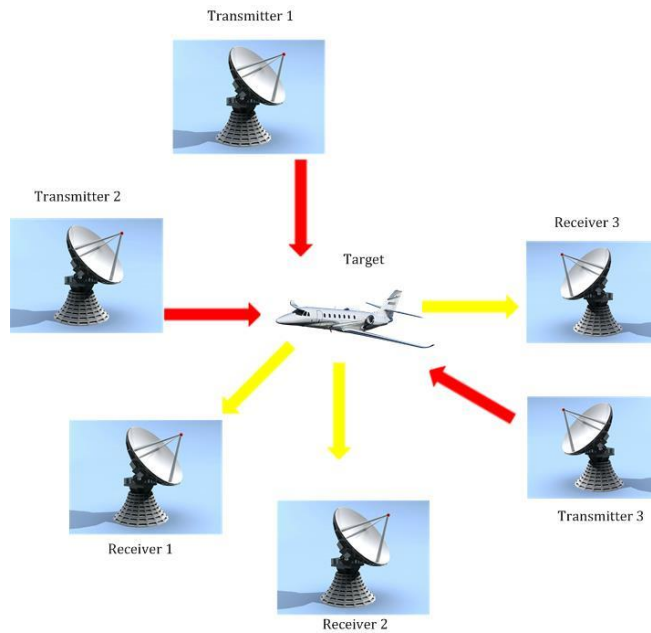 Transmitter 1
Transmitter 2
Receiver 3
Target
Transmitter 3
Receiver 1
Receiver 2